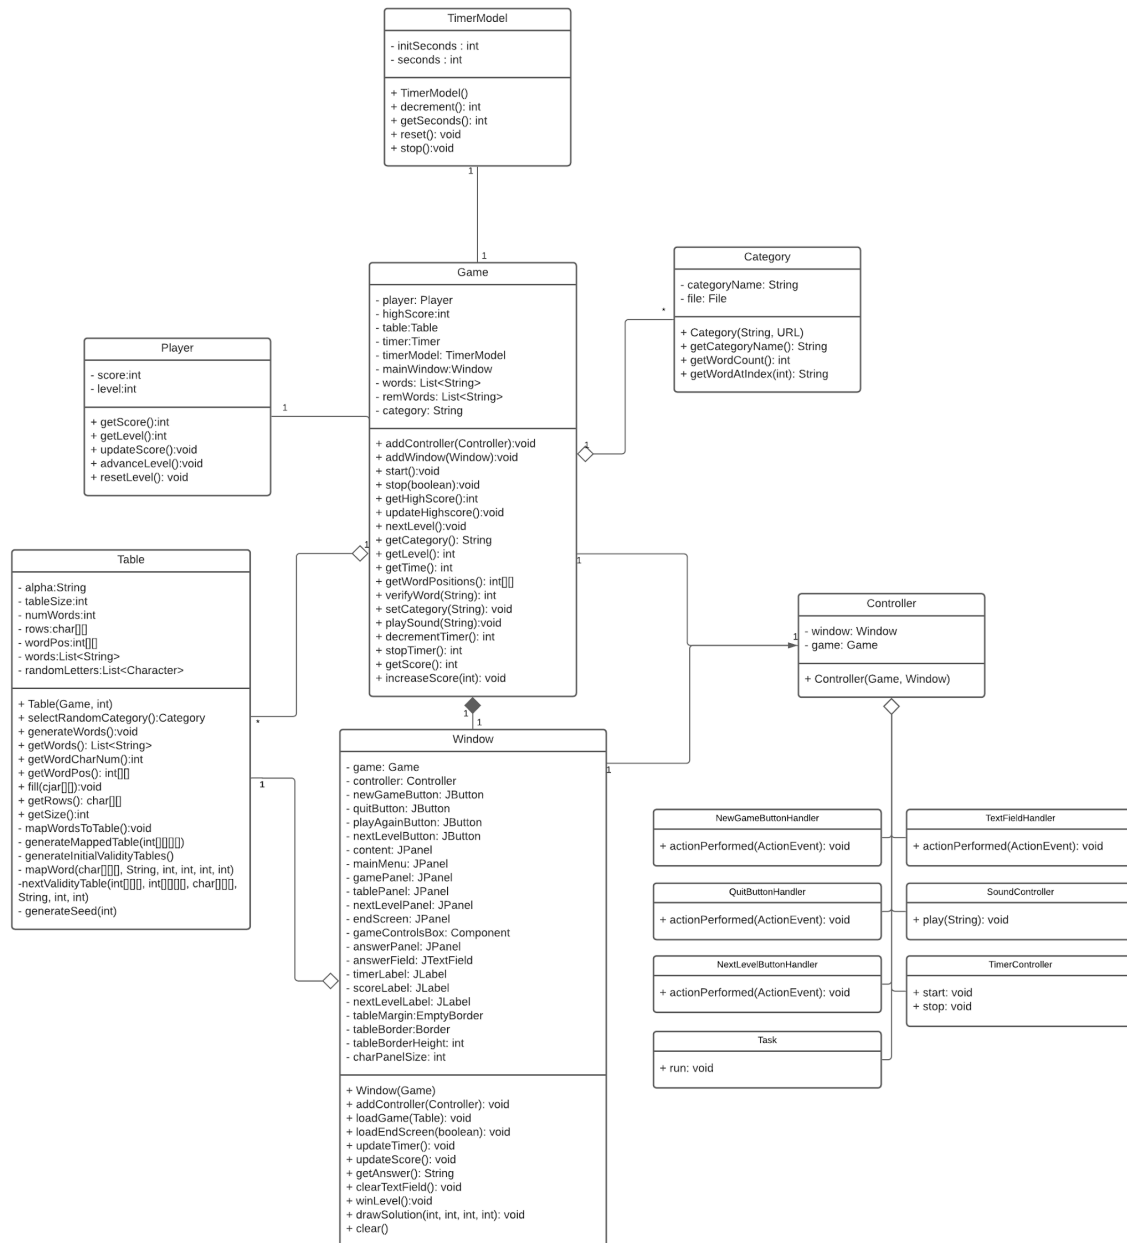 TimerModel
- initSeconds : int
- seconds : int
+ TimerModel()
+ decrement(): int
+ getSeconds(): int
+ reset(): void
+ stop():void
1
1
Game
- player: Player
- highScore:int
- table:Table
- timer:Timer
- timerModel: TimerModel
- mainWindow:Window
- words: List<String>
- remWords: List<String>
- category: String
+ addController(Controller):void
+ addWindow(Window):void
+ start():void
+ stop(boolean):void
+ getHighScore():int
+ updateHighscore():void
+ nextLevel():void
+ getCategory(): String
+ getLevel(): int
+ getTime(): int
+ getWordPositions(): int[][]
+ verifyWord(String): int
+ setCategory(String): void
+ playSound(String):void
+ decrementTimer(): int
+ stopTimer(): int
+ getScore(): int
+ increaseScore(int): void
Category
- categoryName: String
- file: File
+ Category(String, URL)
+ getCategoryName(): String
+ getWordCount(): int
+ getWordAtIndex(int): String
*
1
Player
- score:int
- level:int
+ getScore():int
+ getLevel():int
+ updateScore():void
+ advanceLevel():void
+ resetLevel(): void
1
Table
- alpha:String
- tableSize:int
- numWords:int
- rows:char[][]
- wordPos:int[][]
- words:List<String>
- randomLetters:List<Character>
+ Table(Game, int)
+ selectRandomCategory():Category
+ generateWords():void
+ getWords(): List<String>
+ getWordCharNum():int
+ getWordPos(): int[][]
+ fill(cjar[][]):void
+ getRows(): char[][]
+ getSize():int
- mapWordsToTable():void
- generateMappedTable(int[][][][])
- generateInitialValidityTables()
- mapWord(char[][][], String, int, int, int, int)
-nextValidityTable(int[][][], int[][][][], char[][][],
String, int, int)
- generateSeed(int)
1
*
1
1
1
Controller
- window: Window
- game: Game
+ Controller(Game, Window)
1
1
1
1
Window
- game: Game
- controller: Controller
- newGameButton: JButton
- quitButton: JButton
- playAgainButton: JButton
- nextLevelButton: JButton
- content: JPanel
- mainMenu: JPanel
- gamePanel: JPanel
- tablePanel: JPanel
- nextLevelPanel: JPanel
- endScreen: JPanel
- gameControlsBox: Component
- answerPanel: JPanel
- answerField: JTextField
- timerLabel: JLabel
- scoreLabel: JLabel
- nextLevelLabel: JLabel
- tableMargin:EmptyBorder
- tableBorder:Border
- tableBorderHeight: int
- charPanelSize: int
+ Window(Game)
+ addController(Controller): void
+ loadGame(Table): void
+ loadEndScreen(boolean): void
+ updateTimer(): void
+ updateScore(): void
+ getAnswer(): String
+ clearTextField(): void
+ winLevel():void
+ drawSolution(int, int, int, int): void
+ clear()
NewGameButtonHandler
+ actionPerformed(ActionEvent): void
TextFieldHandler
+ actionPerformed(ActionEvent): void
QuitButtonHandler
+ actionPerformed(ActionEvent): void
SoundController
+ play(String): void
NextLevelButtonHandler
+ actionPerformed(ActionEvent): void
TimerController
+ start: void
+ stop: void
Task
+ run: void